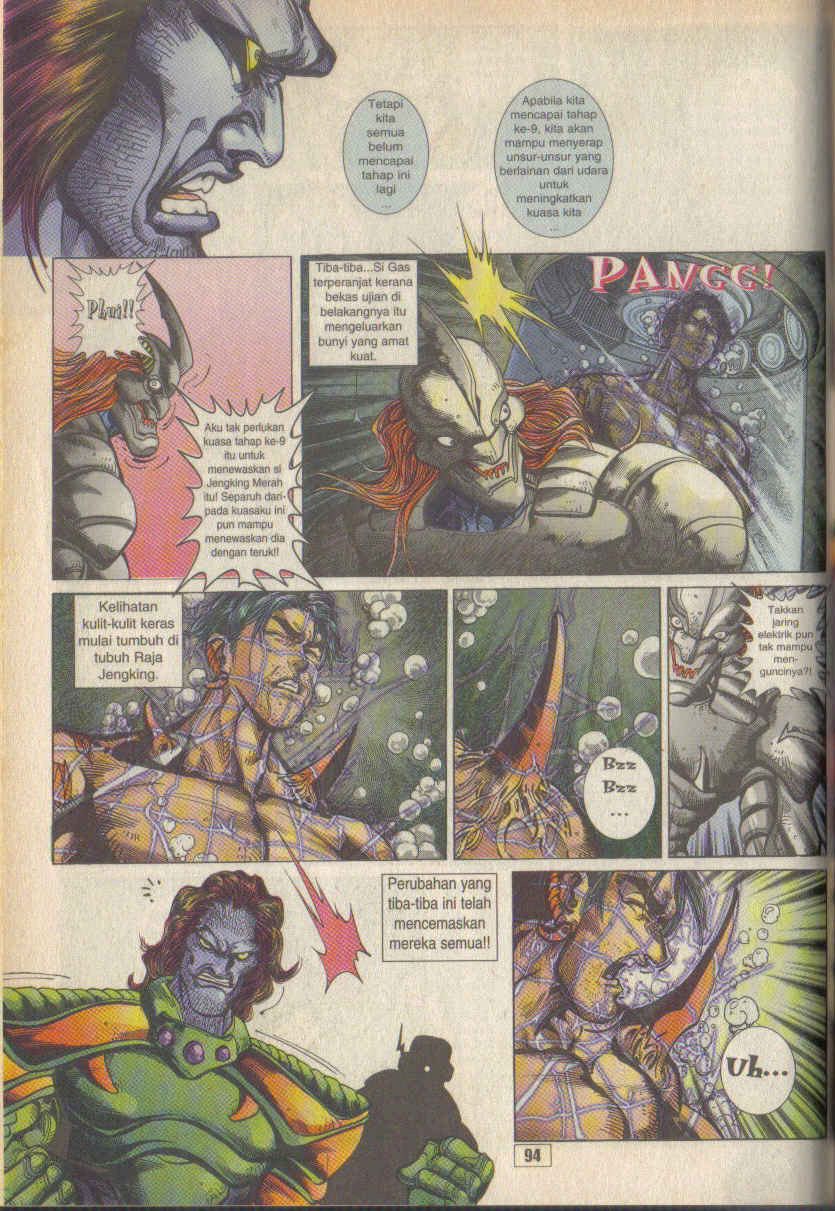 Tetapi
kita
semua
belum
mencapai
tahap ini
lagi
...
Apabila kita
mencapai tahap
ke-9, kita akan
mampu menyerap
unsur-unsur yang
berlainan dari udara
untuk
meningkatkan
kuasa kita
...
Phui!!
Aku tak perlukan
kuasa tahap ke-9
itu untuk
menewaskan si
Jengking Merah
itu! Separuh dari-
pada kuasaku ini
pun mampu
menewaskan dia
dengan teruk!!
Tiba-tiba...Si Gas
terperanjat kerana
bekas ujian di
belakangnya itu
mengeluarkan
bunyi yang amat
kuat.
PANGG!
Kelihatan
kulit-kulit keras
mulai tumbuh di
tubuh Raja
Jengking.
Bzz
Bzz
...
Takkan
jaring
elektrik pun
tak mampu
men-
guncinya?!
Perubahan yang
tiba-tiba ini telah
mencemaskan
mereka semua!!
Uh...
94